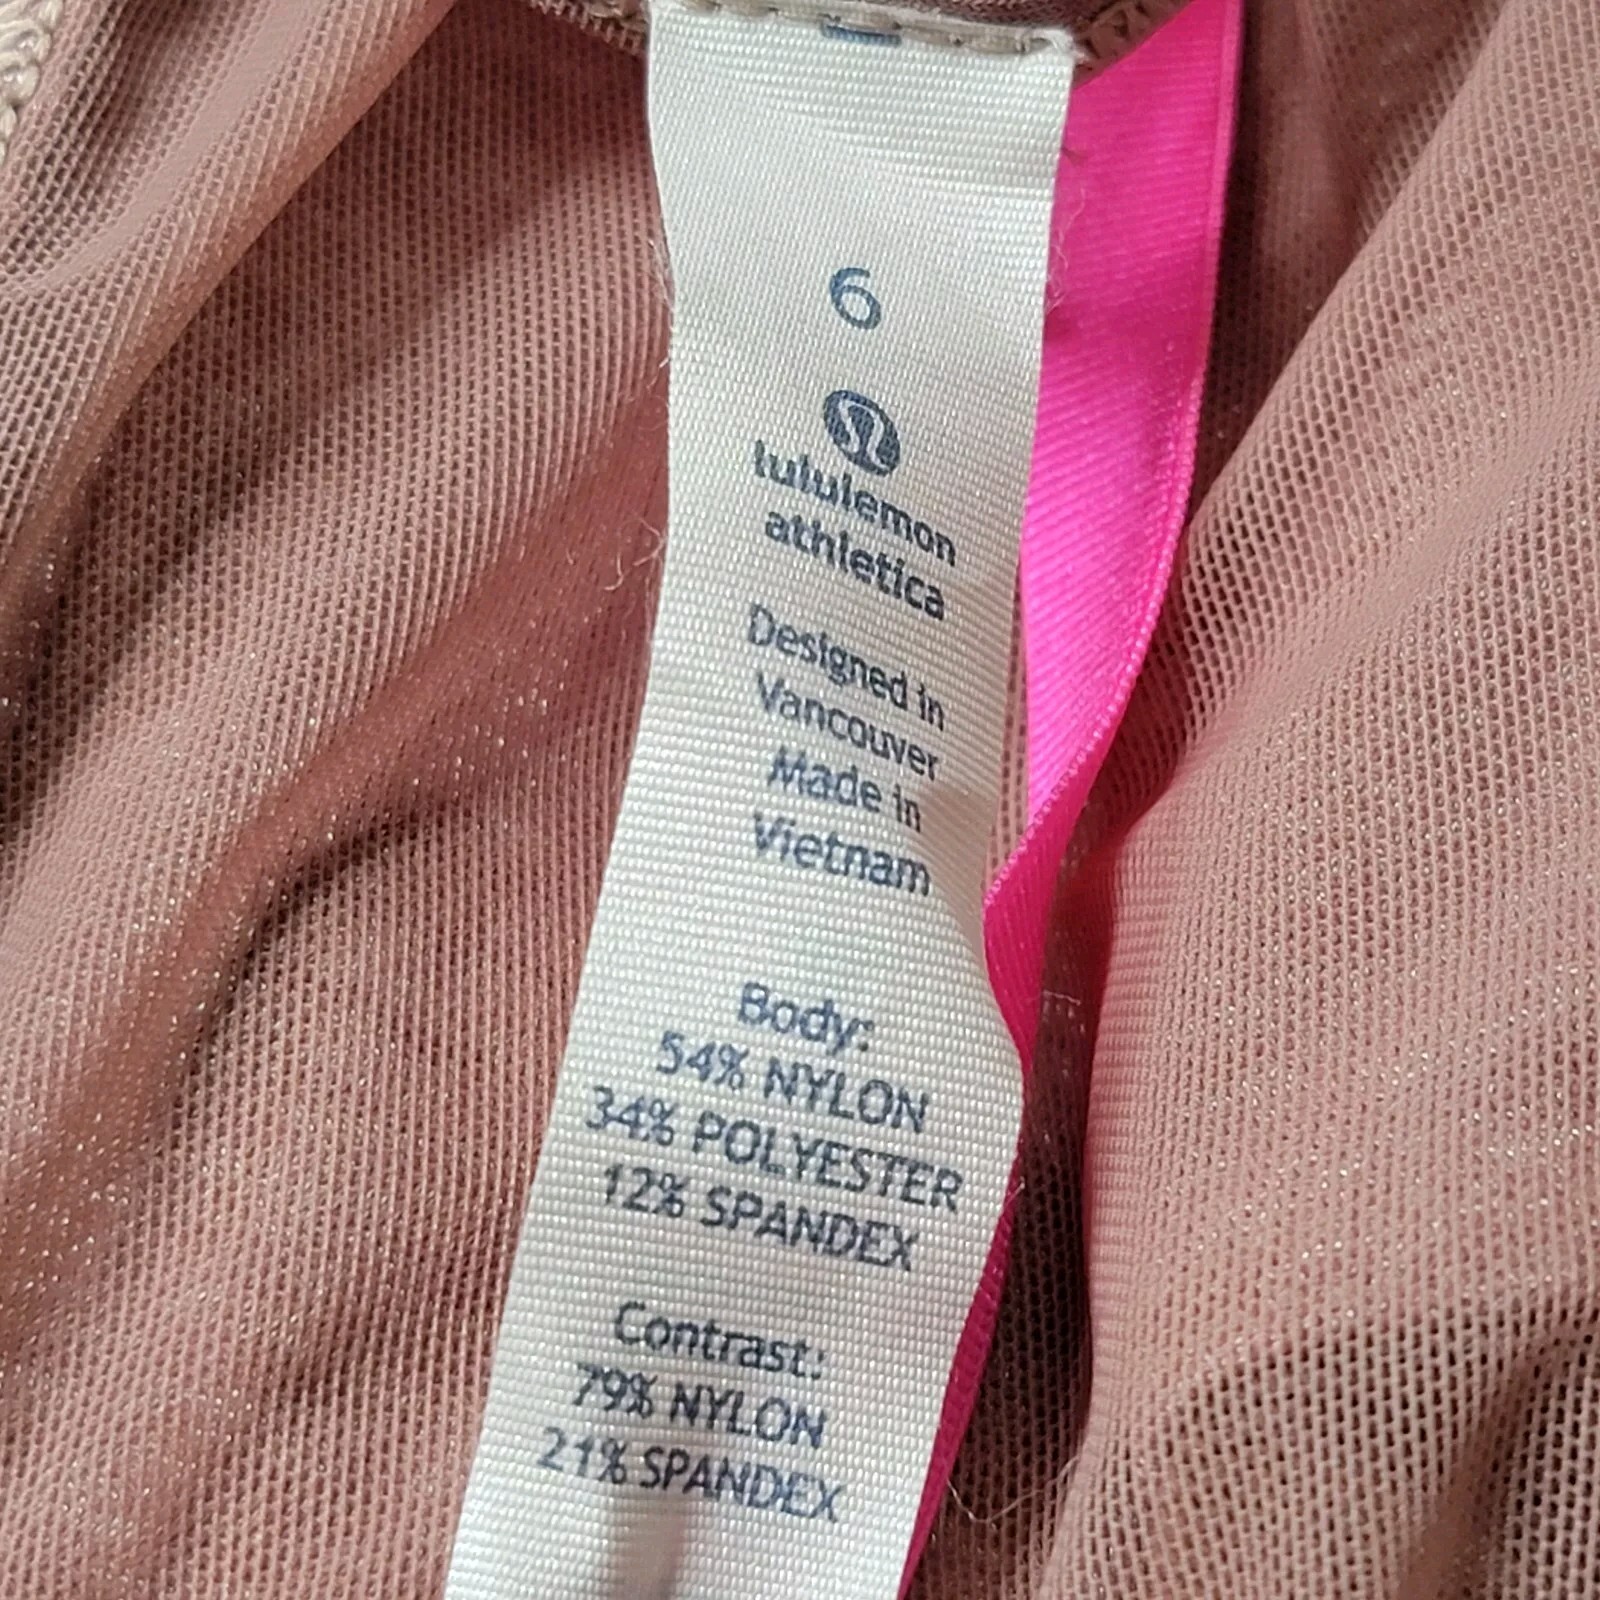 6
lululemon
athletica
Designed in
Vancouver
Made in
Vietnam
Body:
54% NYLON
34% POLYESTER
12% SPANDEX
Contrast:
79% NYLON
21% SPANDEX